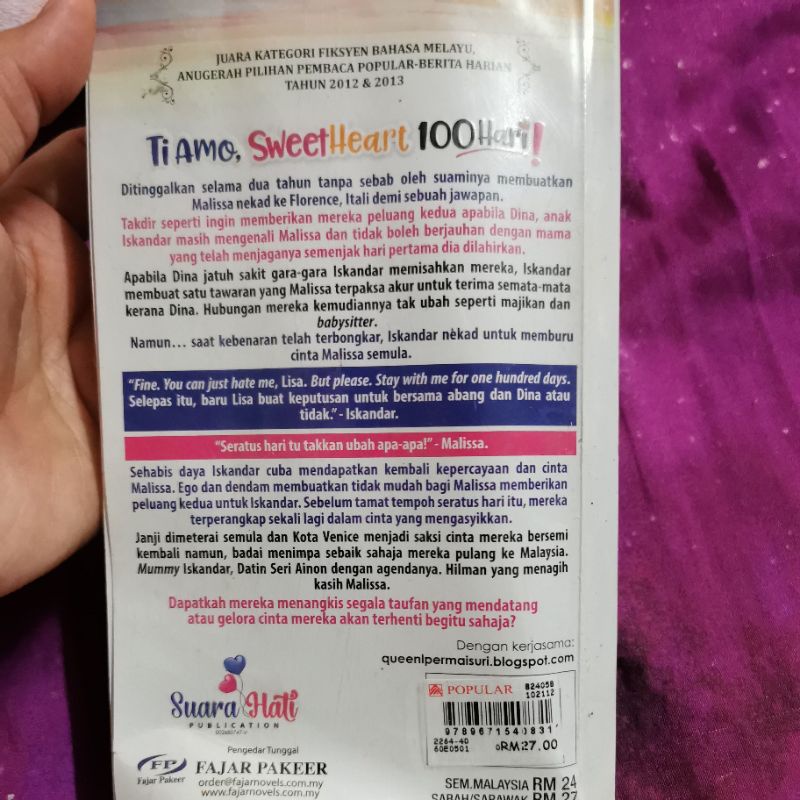 JUARA KATEGORI FIKSYEN BAHASA MELAYU,
ANUGERAH PILIHAN PEMBACA POPULAR-BERITA HARIAN
TAHUN 2012 & 2013
Ti AMO, SweetHeart 100 Hari!
Ditinggalkan selama dua tahun tanpa sebab oleh suaminya membuatkan
Malissa nekad ke Florence, Itali demi sebuah jawapan.
Takdir seperti ingin memberikan mereka peluang kedua apabila Dina, anak
Iskandar masih mengenali Malissa dan tidak boleh berjauhan dengan mama
yang telah menjaganya semenjak hari pertama dia dilahirkan.
Apabila Dina jatuh sakit gara-gara Iskandar memisahkan mereka, Iskandar
membuat satu tawaran yang Malissa terpaksa akur untuk terima semata-mata
kerana Dina. Hubungan mereka kemudiannya tak ubah seperti majikan dan
babysitter.
Namun... saat kebenaran telah terbongkar, Iskandar nekad untuk memburu
cinta Malissa semula.
"Fine. You can just hate me, Lisa. But please. Stay with me for one hundred days.
Selepas itu, baru Lisa buat keputusan untuk bersama abang dan Dina atau
tidak." - Iskandar.
"Seratus hari tu takkan ubah apa-apa!" - Malissa.
Sehabis daya Iskandar cuba mendapatkan kembali kepercayaan dan cinta
Malissa. Ego dan dendam membuatkan tidak mudah bagi Malissa memberikan
peluang kedua untuk Iskandar. Sebelum tamat tempoh seratus hari itu, mereka
terperangkap sekali lagi dalam cinta yang mengasyikkan.
Janji dimeterai semula dan Kota Venice menjadi saksi cinta mereka bersemi
kembali namun, badai menimpa sebaik sahaja mereka pulang ke Malaysia.
Mummy Iskandar, Datin Seri Ainon dengan agendanya. Hilman yang menagih
kasih Malissa.
Dapatkah mereka menangkis segala taufan yang mendatang
atau gelora cinta mereka akan terhenti begitu sahaja?
Dengan kerjasama:
queenlpermaisuri.blogspot.com
Suara Hati
PUBLICATION
Pengedar Tunggal
FP FAJAR PAKEER
Fajar Pakeer
order@fajarnovels.com
www.fajarnovels.com
POPULAR
824058
102112
9789671540831
2264-40
60E0501
RM27.00
SEM.MALAYSIA RM 24
SABAH/SARAWAK RM 27